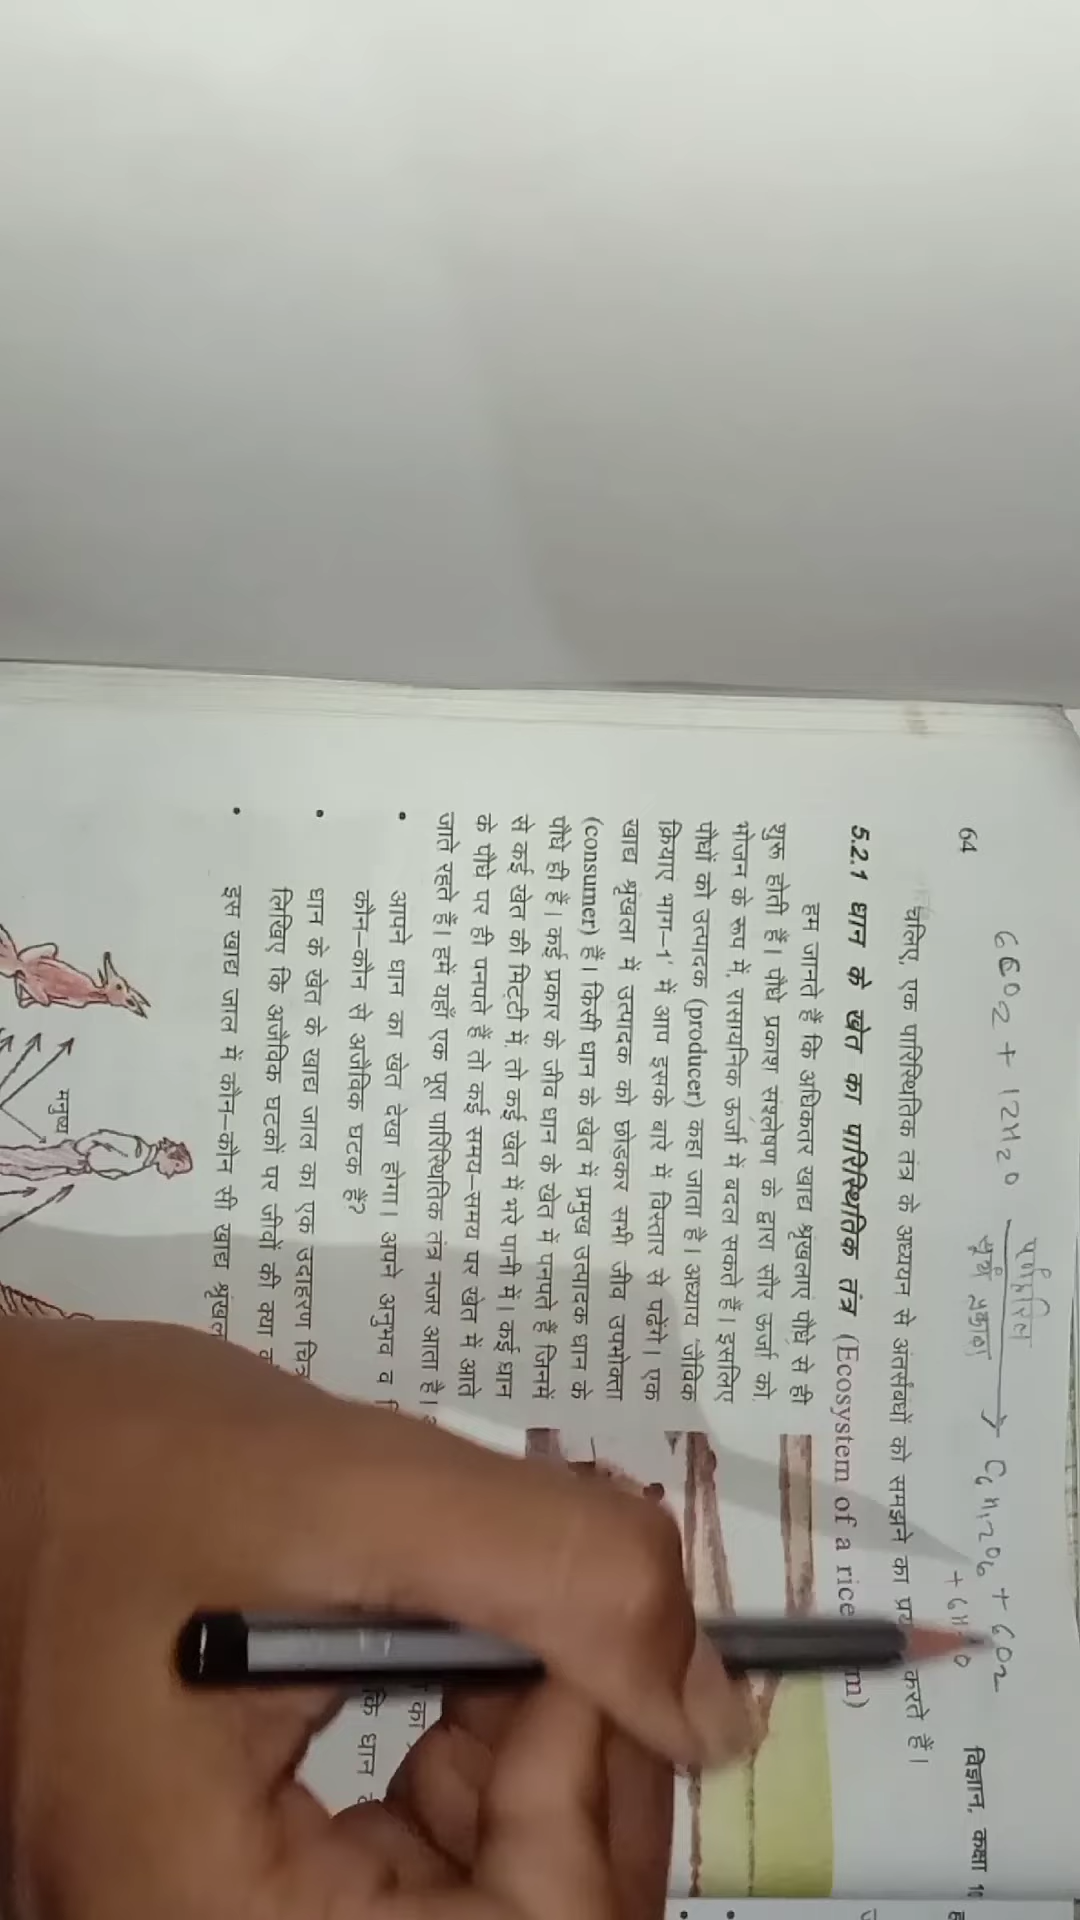 64
विज्ञान, कक्षा 10
6CO2 + 12H2O
पर्णहरित
सूर्य प्रकाश
C6H12O6 + 6O2
+ 6H2O
चलिए, एक पारिस्थितिक तंत्र के अध्ययन से अंतर्संबंधों को समझने का करते हैं।
5.2.1 धान के खेत का पारिस्थितिक तंत्र (Ecosystem of a rice
हम जानते हैं कि अधिकतर खाद्य श्रृंखलाएं पौधे से ही
शुरू होती हैं। पौधे प्रकाश संश्लेषण के द्वारा सौर ऊर्जा को
भोजन के रूप में, रासायनिक ऊर्जा में बदल सकते हैं। इसलिए
पौधों को उत्पादक (producer) कहा जाता है। अध्याय 'जैविक
क्रियाएं भाग–1' में आप इसके बारे में विस्तार से पढ़ेंगे। एक
खाद्य श्रृंखला में उत्पादक को छोड़कर सभी जीव उपभोक्ता
(consumer) हैं। किसी धान के खेत में प्रमुख उत्पादक धान के
पौधे ही हैं। कई प्रकार के जीव धान के खेत में पनपते हैं जिनमें
से कई खेत की मिट्टी में, तो कई खेत में भरे पानी में। कई धान
के पौधे पर ही पनपते हैं तो कई समय–समय पर खेत में आते
जाते रहते हैं। हमें यहाँ एक पूरा पारिस्थितिक तंत्र नजर आता है।
• आपने धान का खेत देखा होगा। अपने अनुभव व
कौन–कौन से अजैविक घटक हैं?
• धान के खेत के खाद्य जाल का एक उदाहरण
लिखिए कि अजैविक घटकों पर जीवों की क्या
कि धान
• इस खाद्य जाल में कौन–कौन सी खाद्य
मनुष्य